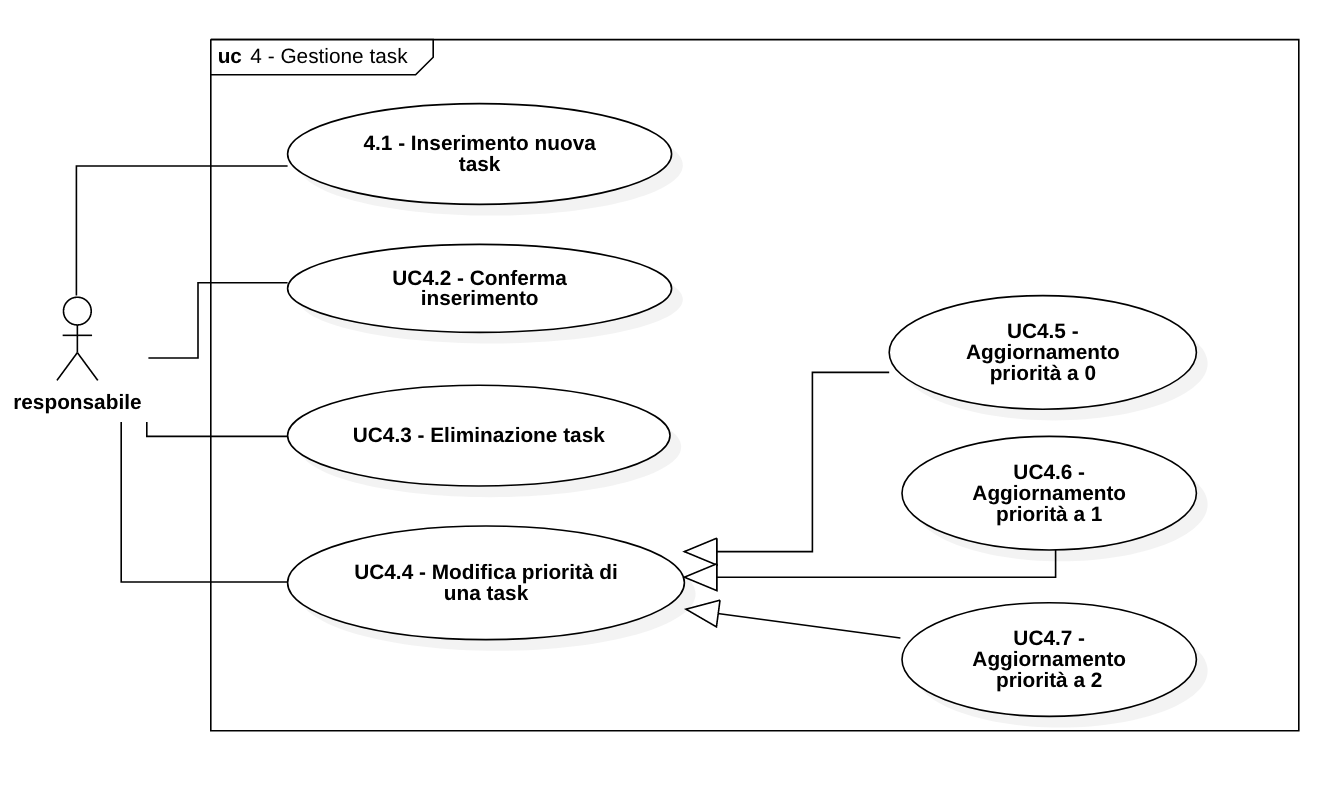 uc 4 - Gestione task
4.1 - Inserimento nuova
task
UC4.2 - Conferma
inserimento
responsabile
UC4.3 - Eliminazione task
UC4.4 - Modifica priorità di
una task
UC4.5 -
Aggiornamento
priorità a 0
UC4.6 -
Aggiornamento
priorità a 1
UC4.7 -
Aggiornamento
priorità a 2